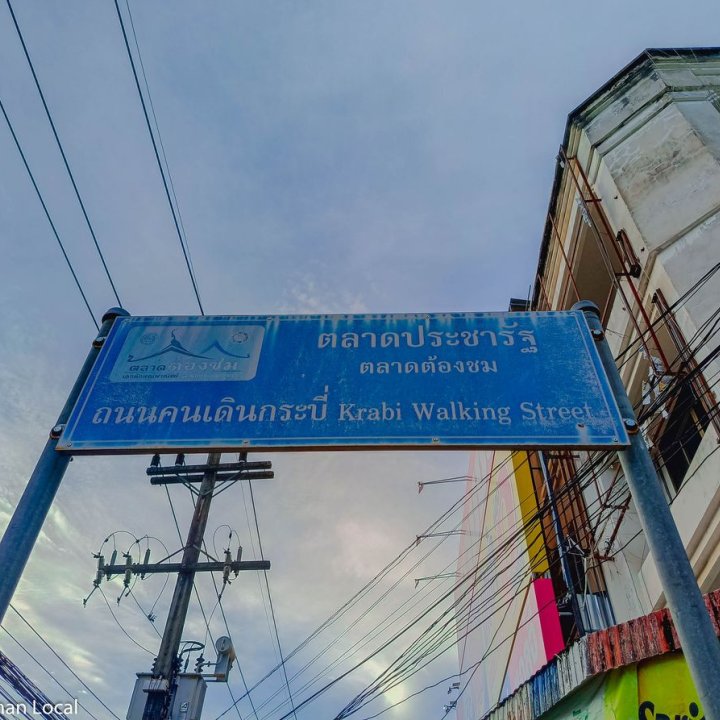 ตลาดประชารัฐ
ตลาดต้องชม
ตลาดต้องชม
ถนนคนเดินกระบี่ Krabi Walking Street
nan Local